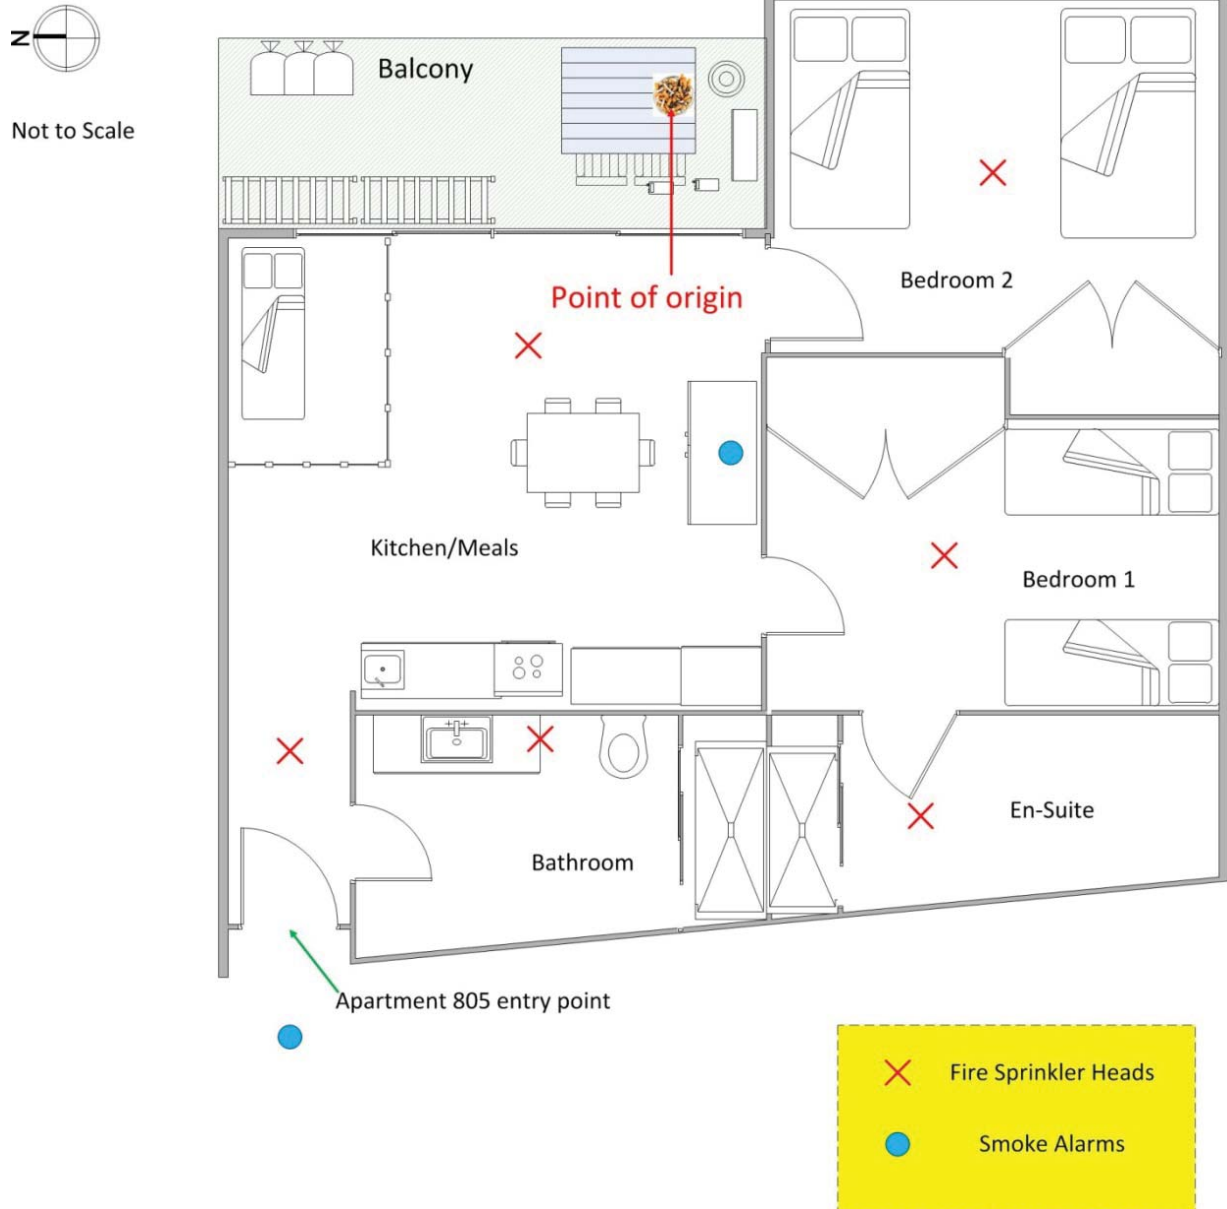 N
Not to Scale
Balcony
Point of origin
Bedroom 2
Kitchen/Meals
Bedroom 1
En-Suite
Bathroom
Apartment 805 entry point
Fire Sprinkler Heads
Smoke Alarms